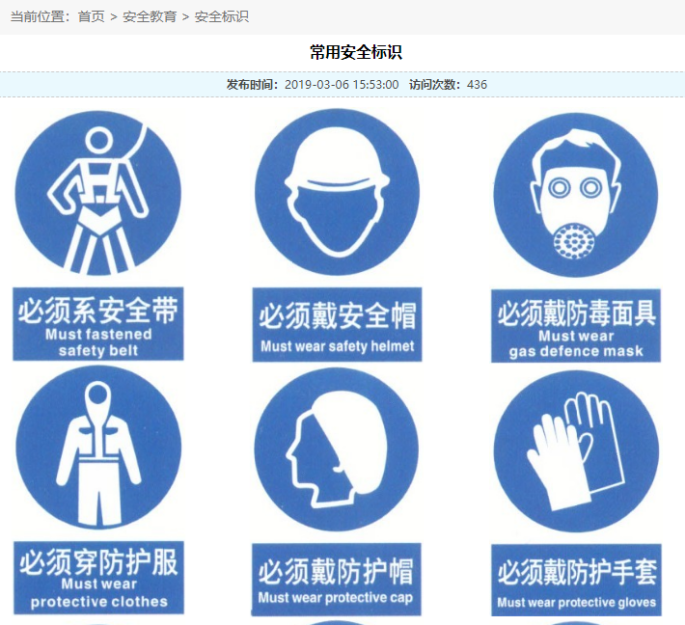 当前位置：首页 > 安全教育 > 安全标识
常用安全标识
发布时间：2019-03-06 15:53:00 访问次数：436
必须系安全带
Must fastened
safety belt
必须戴安全帽
Must wear safety helmet
必须戴防毒面具
Must wear
gas defence mask
必须穿防护服
Must wear
protective clothes
必须戴防护帽
Must wear protective cap
必须戴防护手套
Must wear protective gloves